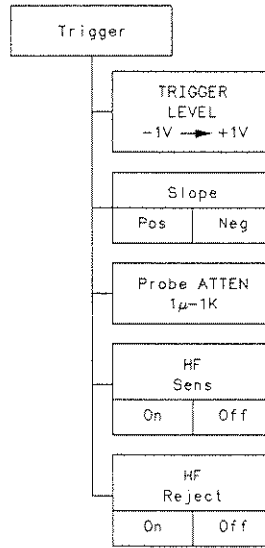 Trigger
TRIGGER
LEVEL
-1V → +1V
Slope
Pos Neg
Probe ATTEN
1μ-1K
HF
Sens
On Off
HF
Reject
On Off